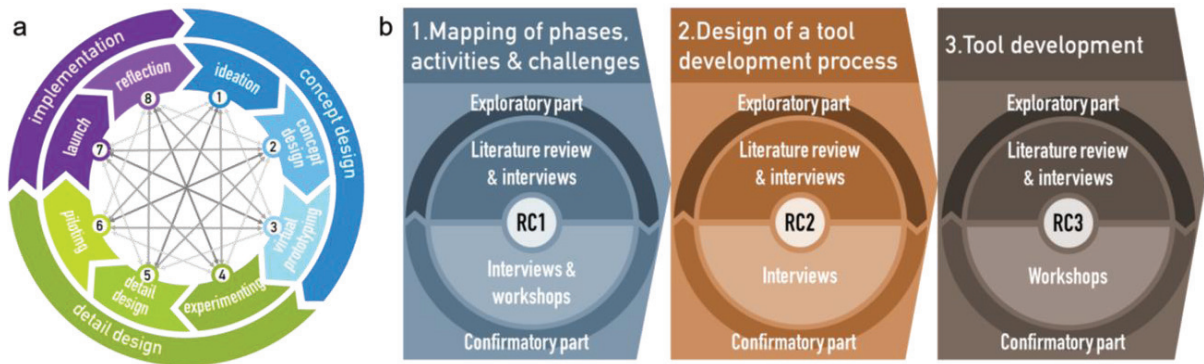 a
implementation
concept design
detail design
reflection
8
ideation
1
concept
design
2
virtual
prototyping
3
experimenting
4
detail
design
5
piloting
6
launch
7
b
1.Mapping of phases,
activities & challenges
Exploratory part
Literature review
& interviews
RC1
Interviews &
workshops
Confirmatory part
2.Design of a tool
development process
Exploratory part
Literature review
& interviews
RC2
Interviews
Confirmatory part
3.Tool development
Exploratory part
Literature review
& interviews
RC3
Workshops
Confirmatory part